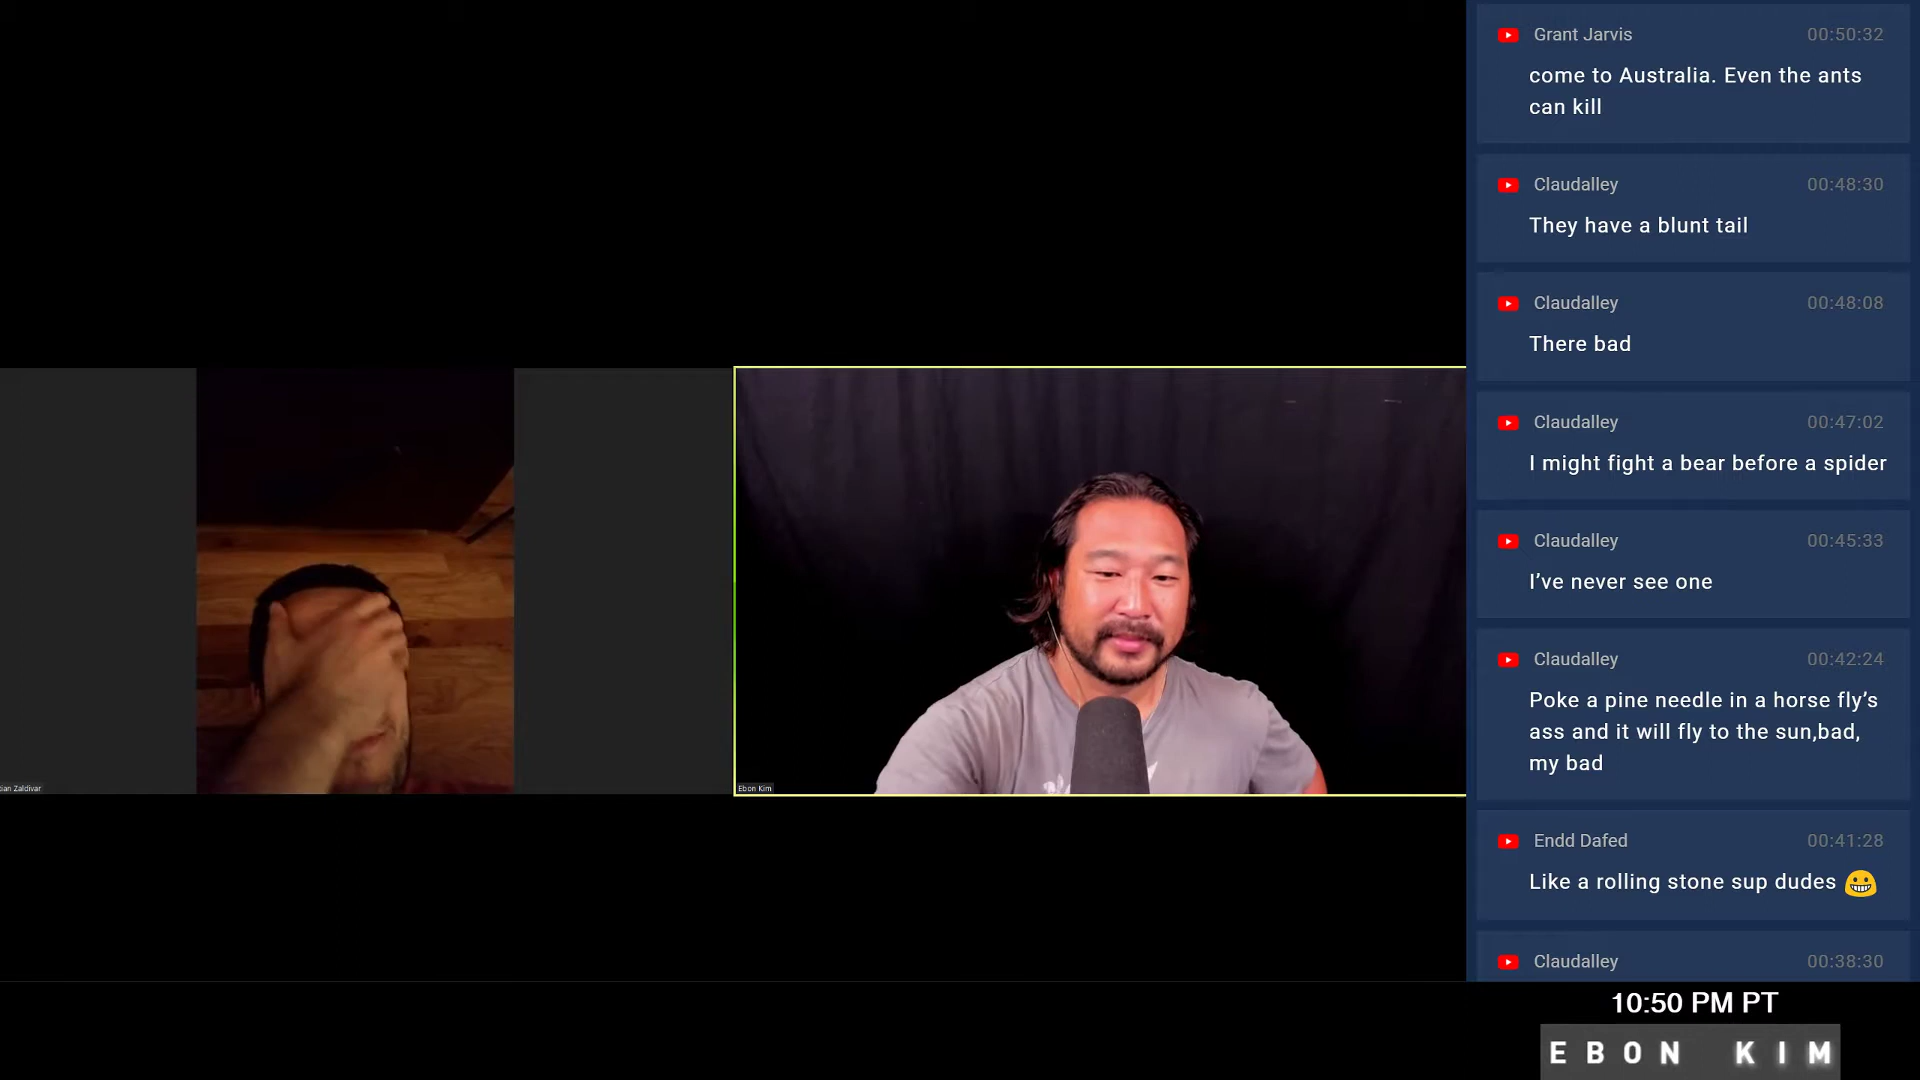 Grant Jarvis 00:50:32
come to Australia. Even the ants
can kill
Claudalley 00:48:30
They have a blunt tail
Claudalley 00:48:08
There bad
Claudalley 00:47:02
I might fight a bear before a spider
Claudalley 00:45:33
I’ve never see one
Claudalley 00:42:24
Poke a pine needle in a horse fly’s
ass and it will fly to the sun,bad,
my bad
Endd Dafed 00:41:28
Like a rolling stone sup dudes 😀
Claudalley 00:38:30
ian Zaldivar
Ebon Kim
10:50 PM PT
EBON KIM